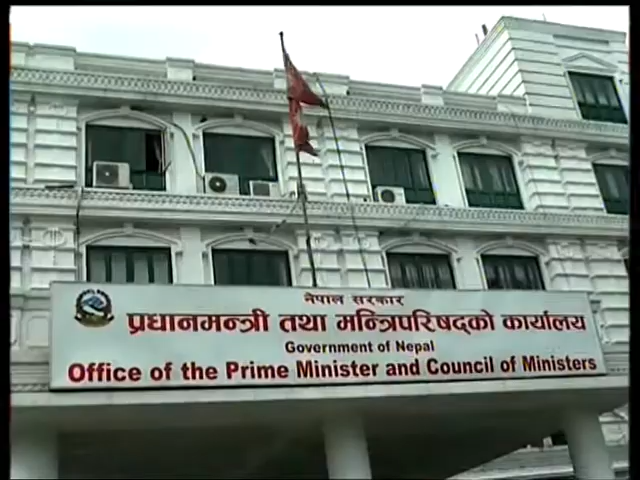 नेपाल सरकार
प्रधानमन्त्री तथा मन्त्रिपरिषद्को कार्यालय
Government of Nepal
Office of the Prime Minister and Council of Ministers